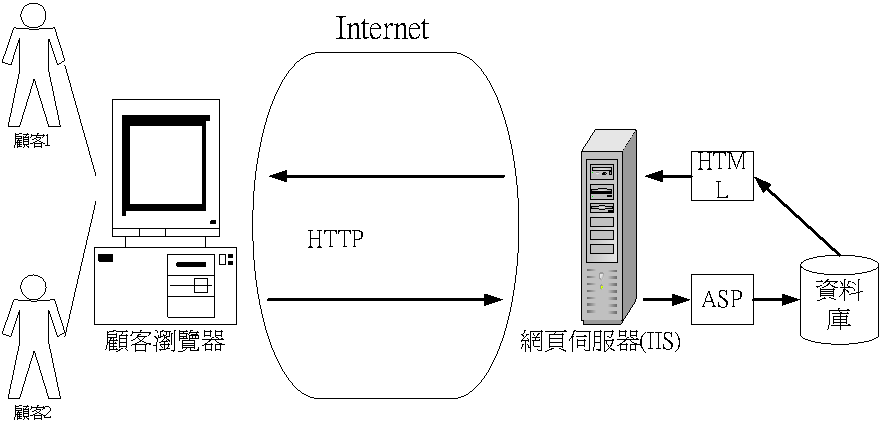 Internet
顧客1
HTM
L
HTTP
ASP
資料
庫
顧客瀏覽器
網頁伺服器(IIS)
顧客2